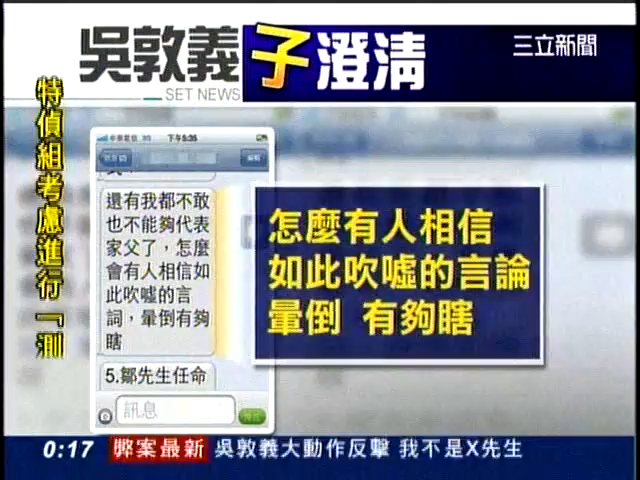 吳敦義子澄清
三立新聞
SET NEWS
特偵組考慮進行「測
下午5:35
還有我都不敢
也不能夠代表
家父了，怎麼
會有人相信如
此吹噓的言
詞，暈倒有夠
瞎
5.鄒先生任命
訊息
怎麼有人相信
如此吹噓的言論
暈倒 有夠瞎
0:17 弊案最新 吳敦義大動作反擊 我不是X先生